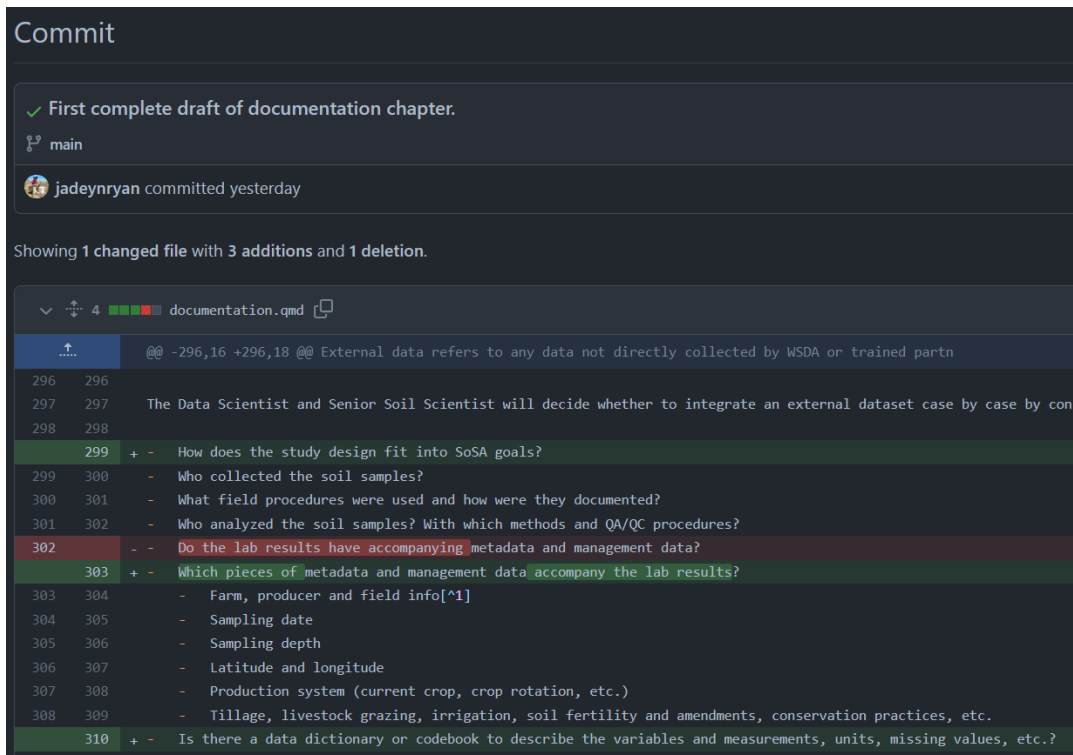 Commit
First complete draft of documentation chapter.
main
jadeynryan committed yesterday
Showing 1 changed file with 3 additions and 1 deletion.
4 documentation.qmd
@@ -296,16 +296,18 @@ External data refers to any data not directly collected by WSDA or trained partn
296 296
297 297 The Data Scientist and Senior Soil Scientist will decide whether to integrate an external dataset case by case by con
298 298
299 + - How does the study design fit into SoSA goals?
299 300 - Who collected the soil samples?
300 301 - What field procedures were used and how were they documented?
301 302 - Who analyzed the soil samples? With which methods and QA/QC procedures?
302 - - Do the lab results have accompanying metadata and management data?
303 + - Which pieces of metadata and management data accompany the lab results?
303 304 - Farm, producer and field info[^1]
304 305 - Sampling date
305 306 - Sampling depth
306 307 - Latitude and longitude
307 308 - Production system (current crop, crop rotation, etc.)
308 309 - Tillage, livestock grazing, irrigation, soil fertility and amendments, conservation practices, etc.
310 + - Is there a data dictionary or codebook to describe the variables and measurements, units, missing values, etc.?